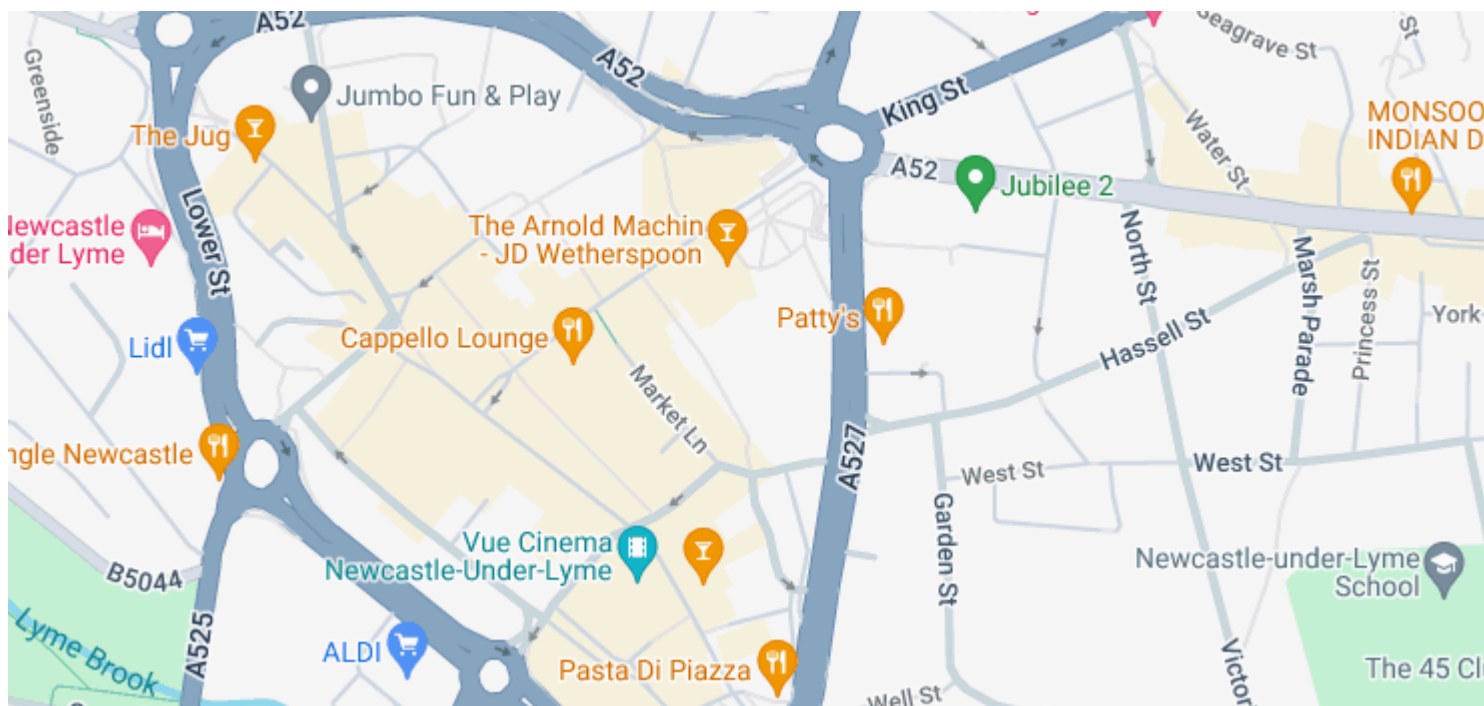 A52
Seagrave St
St
Greenside
A52
Jumbo Fun & Play
King St
The Jug
Water St
MONSOO
INDIAN D
A52
Jubilee 2
Newcastle
der Lyme
Lower St
The Arnold Machin
- JD Wetherspoon
North St
Marsh Parade
Princess St
Patty's
York
Lidl
Cappello Lounge
Hassell St
Market Ln
ngle Newcastle
A527
West St
West St
Garden St
Vue Cinema
Newcastle-Under-Lyme
B5044
Newcastle-under-Lyme
School
Lyme Brook
A525
ALDI
Pasta Di Piazza
Well St
Victor
The 45 Cl